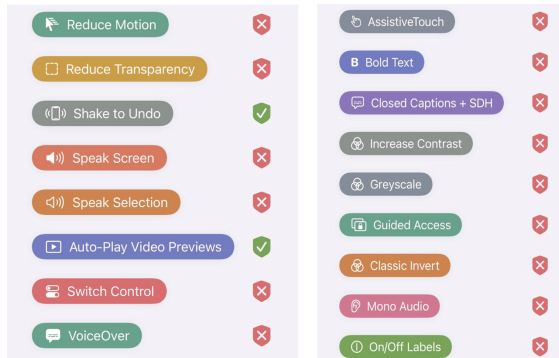 Reduce Motion
Reduce Transparency
Shake to Undo
Speak Screen
Speak Selection
Auto-Play Video Previews
Switch Control
VoiceOver
AssistiveTouch
B Bold Text
Closed Captions + SDH
Increase Contrast
Greyscale
Guided Access
Classic Invert
Mono Audio
On/Off Labels